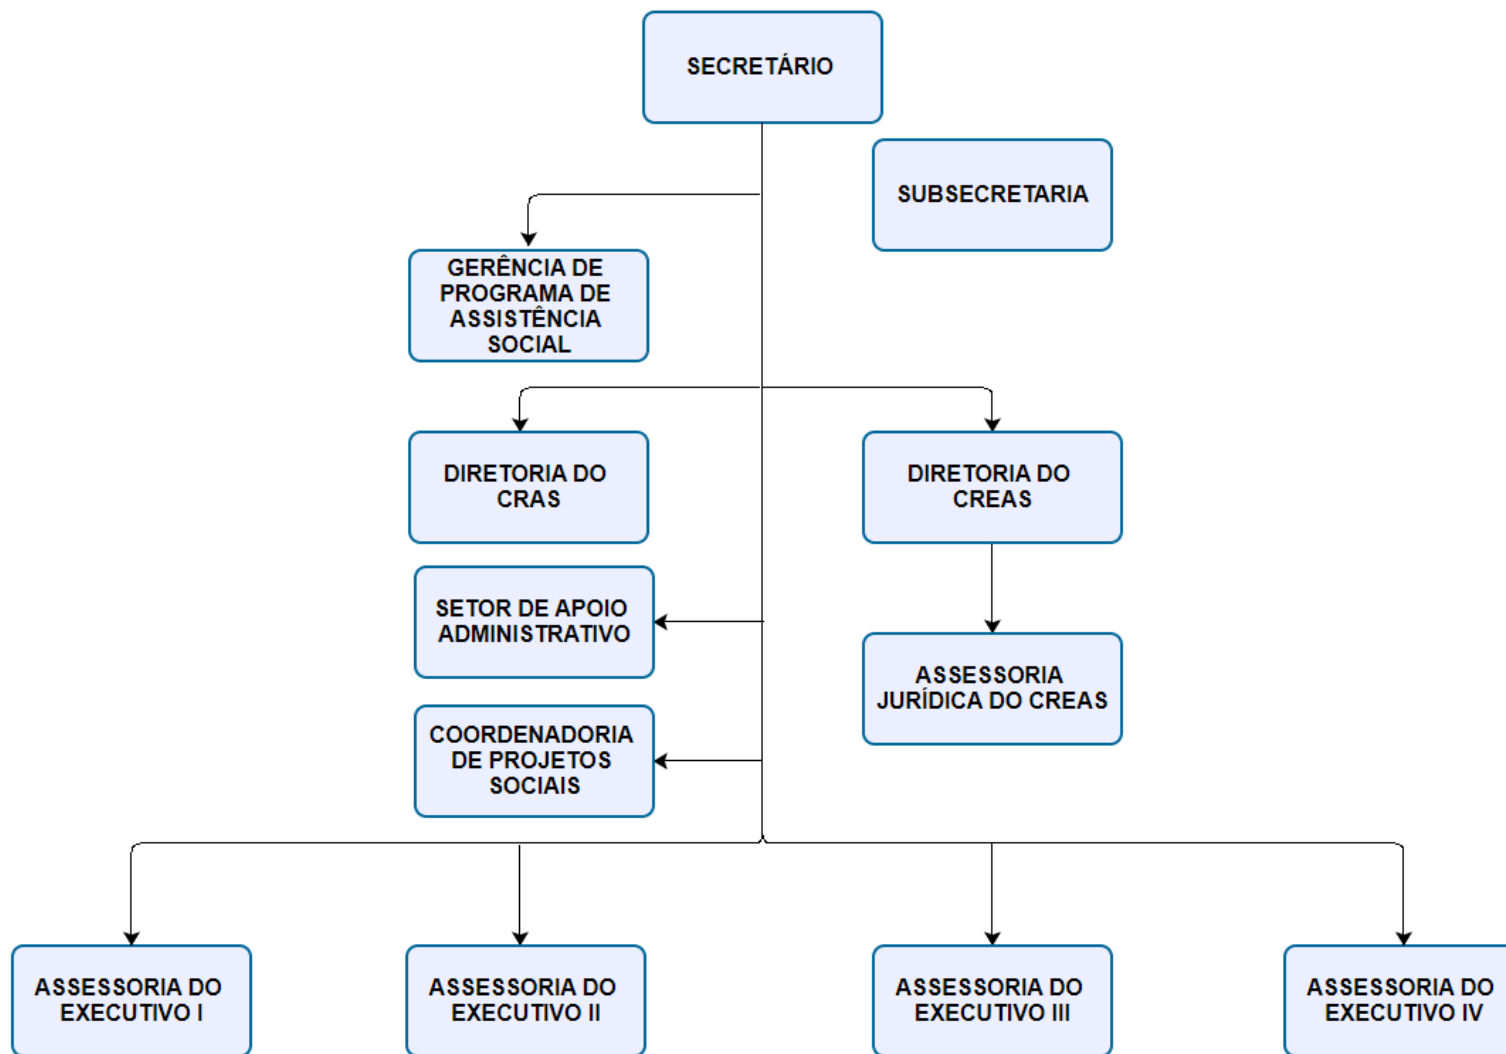 SECRETÁRIO
SUBSECRETARIA
GERÊNCIA DE
PROGRAMA DE
ASSISTÊNCIA
SOCIAL
DIRETORIA DO
CRAS
DIRETORIA DO
CREAS
SETOR DE APOIO
ADMINISTRATIVO
ASSESSORIA
JURÍDICA DO CREAS
COORDENADORIA
DE PROJETOS
SOCIAIS
ASSESSORIA DO
EXECUTIVO I
ASSESSORIA DO
EXECUTIVO II
ASSESSORIA DO
EXECUTIVO III
ASSESSORIA DO
EXECUTIVO IV